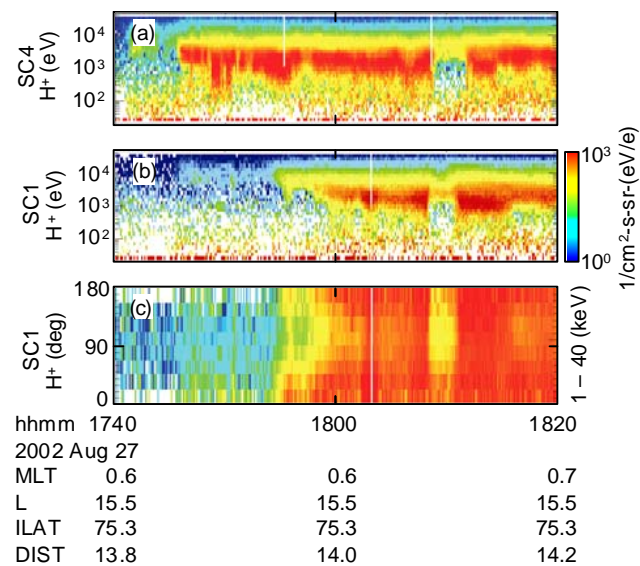 (a)
SC4
H⁺ (eV)
10⁴
10³
10²
(b)
SC1
H⁺ (eV)
10⁴
10³
10²
10³
10⁰
1/cm²-s-sr-(eV/e)
(c)
SC1
H⁺ (deg)
180
90
0
1 – 40 (keV)
hhmm 1740 1800 1820
2002 Aug 27
MLT 0.6 0.6 0.7
L 15.5 15.5 15.5
ILAT 75.3 75.3 75.3
DIST 13.8 14.0 14.2